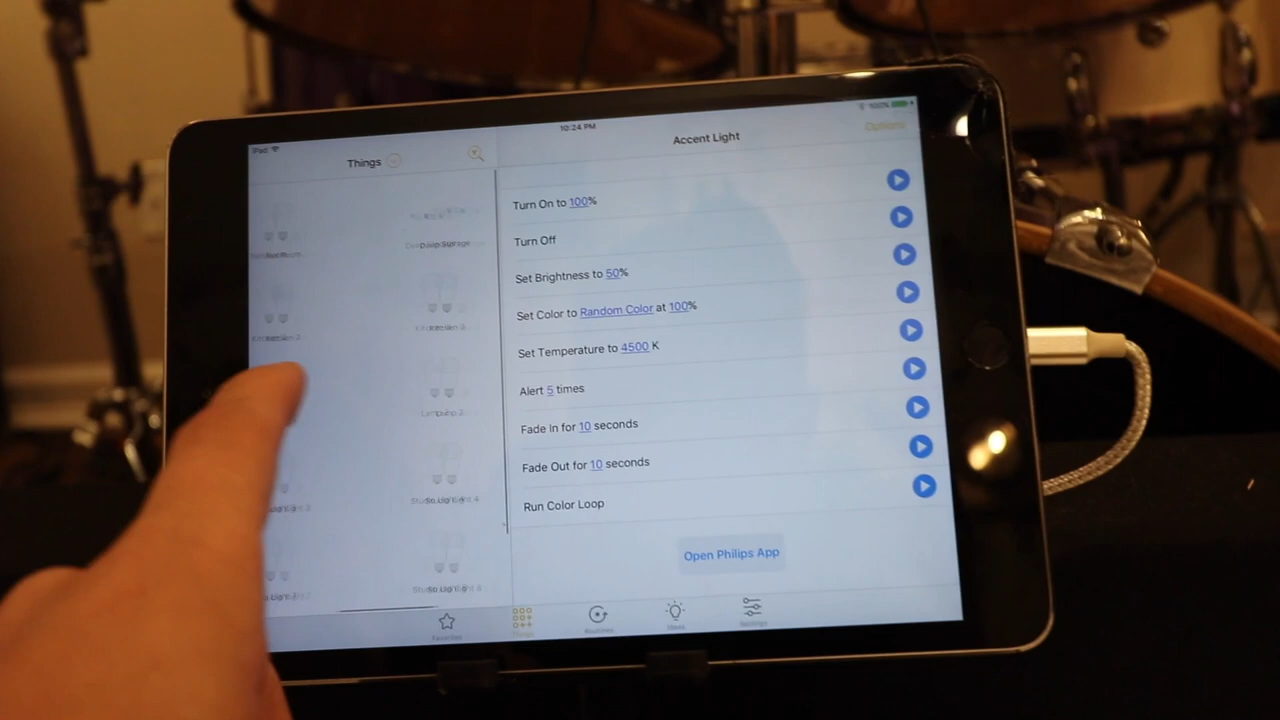 iPad
10:24 PM
100%
Things
Accent Light
Options
Turn On to 100%
Turn Off
Set Brightness to 50%
Set Color to Random Color at 100%
Set Temperature to 4500 K
Alert 5 times
Fade In for 10 seconds
Fade Out for 10 seconds
Run Color Loop
Open Philips App
Favorites
Things
Routines
Ideas
Settings